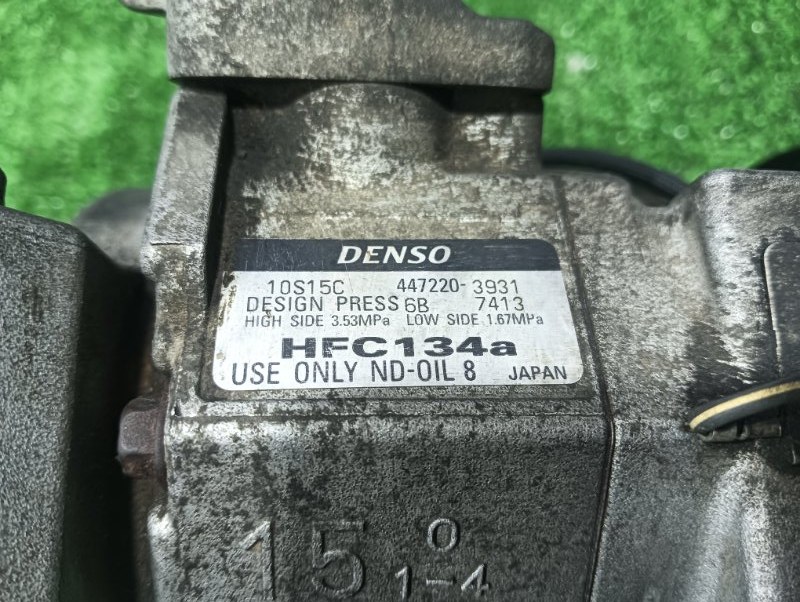 DENSO
10S15C 447220-3931
DESIGN PRESS 6B 7413
HIGH SIDE 3.53MPa LOW SIDE 1.67MPa
HFC134a
USE ONLY ND-OIL 8 JAPAN
15 0
1-4